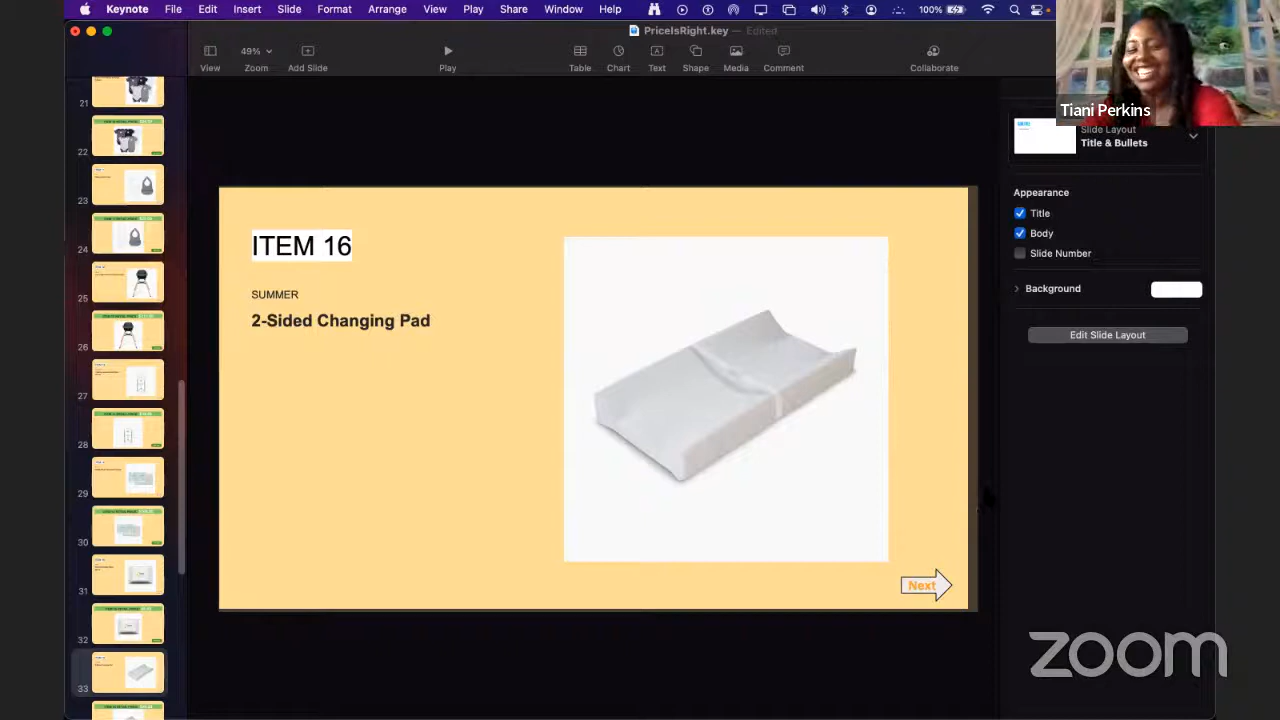 Keynote File Edit Insert Slide Format Arrange View Play Share Window Help 100%
PriceIsRight.key — Edited
49%
View Zoom Add Slide Play Table Chart Text Shape Media Comment Collaborate
Tiani Perkins
Slide Layout
Title & Bullets
Appearance
Title
Body
Slide Number
Background
Edit Slide Layout
21
22
23
24
25
26
27
28
29
30
31
32
33
ITEM 16
SUMMER
2-Sided Changing Pad
Next
zoom